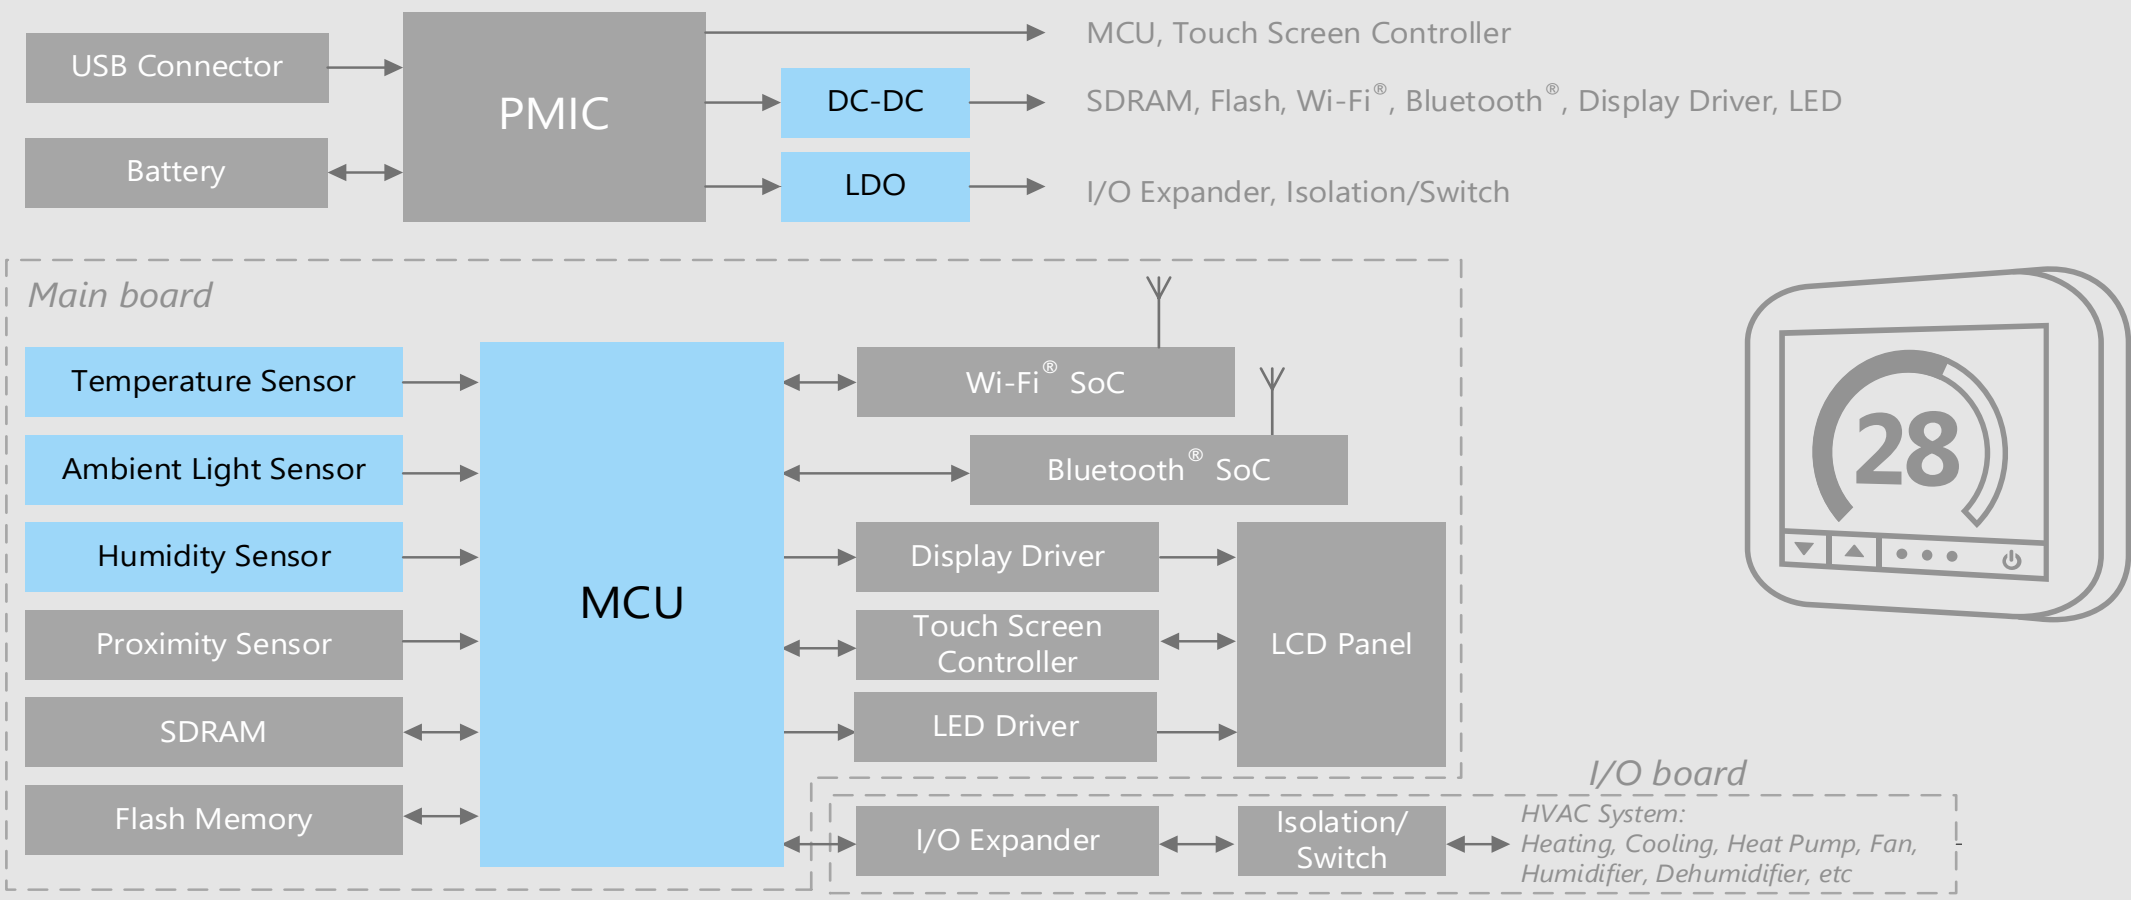 USB Connector
Battery
PMIC
DC-DC
LDO
MCU, Touch Screen Controller
SDRAM, Flash, Wi-Fi®, Bluetooth®, Display Driver, LED
I/O Expander, Isolation/Switch
Main board
Temperature Sensor
Ambient Light Sensor
Humidity Sensor
Proximity Sensor
SDRAM
Flash Memory
MCU
Wi-Fi® SoC
Bluetooth® SoC
Display Driver
Touch Screen
Controller
LED Driver
LCD Panel
28
I/O board
I/O Expander
Isolation/
Switch
HVAC System:
Heating, Cooling, Heat Pump, Fan,
Humidifier, Dehumidifier, etc